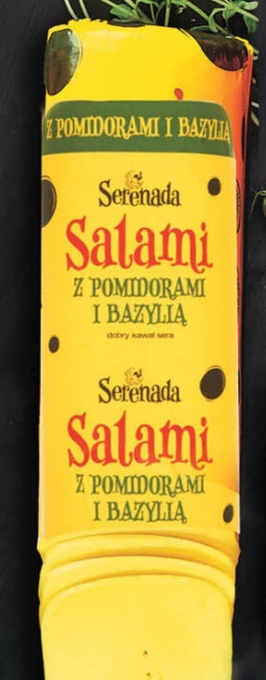 Z POMIDORAMI I BAZYLIĄ
Serenada
Salami
Z POMIDORAMI
I BAZYLIĄ
dobry kawał sera
Serenada
Salami
Z POMIDORAMI
I BAZYLIĄ